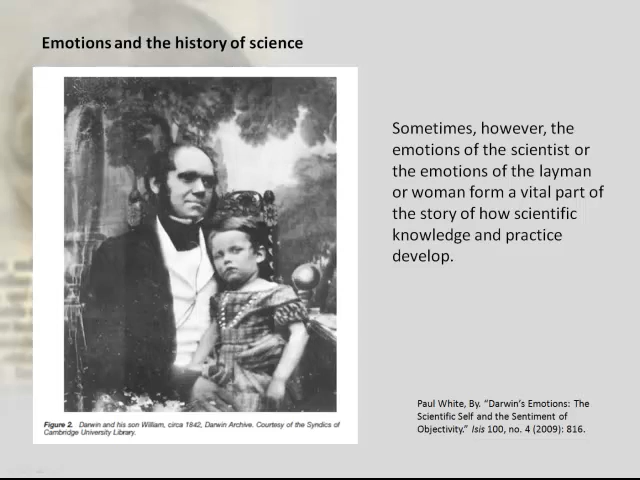 Emotions and the history of science
Sometimes, however, the
emotions of the scientist or
the emotions of the layman
or woman form a vital part of
the story of how scientific
knowledge and practice
develop.
Figure 2. Darwin and his son William, circa 1842, Darwin Archive. Courtesy of the Syndics of
Cambridge University Library.
Paul White, By. “Darwin’s Emotions: The
Scientific Self and the Sentiment of
Objectivity.” Isis 100, no. 4 (2009): 816.